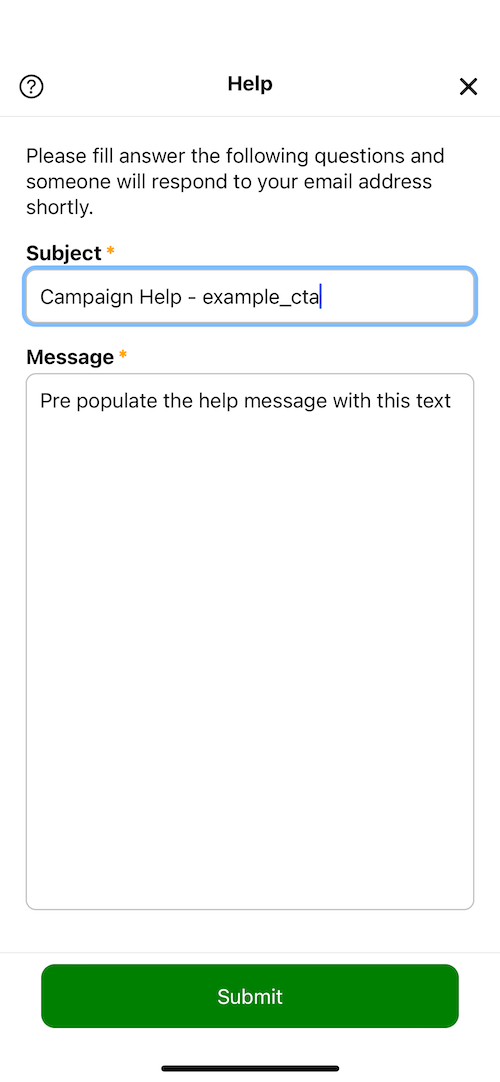 Help
Please fill answer the following questions and
someone will respond to your email address
shortly.
Subject *
Campaign Help - example_cta
Message *
Pre populate the help message with this text
Submit